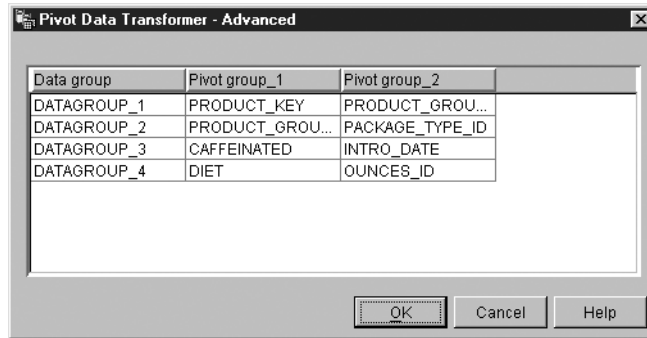 Pivot Data Transformer - Advanced
Data group Pivot group_1 Pivot group_2
DATAGROUP_1 PRODUCT_KEY PRODUCT_GROU...
DATAGROUP_2 PRODUCT_GROU... PACKAGE_TYPE_ID
DATAGROUP_3 CAFFEINATED INTRO_DATE
DATAGROUP_4 DIET OUNCES_ID
OK Cancel Help